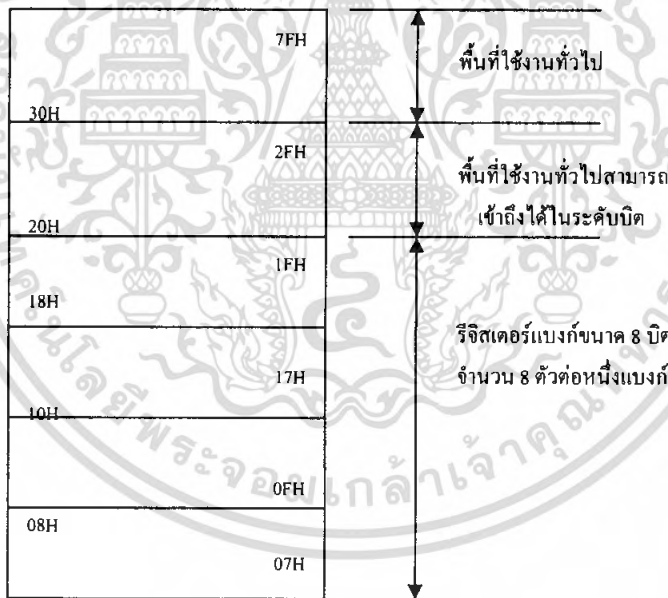 7FH
พื้นที่ใช้งานทั่วไป
30H
2FH
พื้นที่ใช้งานทั่วไปสามารถ
เข้าถึงได้ในระดับบิต
20H
1FH
18H
รีจิสเตอร์แบงก์ขนาด 8 บิต
จำนวน 8 ตัวต่อหนึ่งแบงก์
17H
10H
0FH
08H
07H